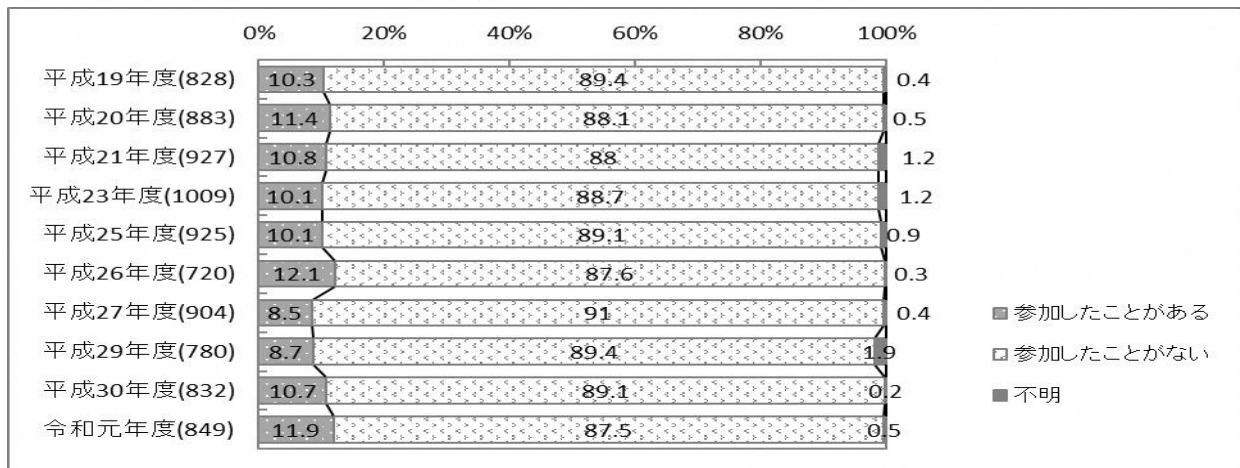 0% 20% 40% 60% 80% 100%
平成19年度(828) 10.3 89.4 0.4
平成20年度(883) 11.4 88.1 0.5
平成21年度(927) 10.8 88 1.2
平成23年度(1009) 10.1 88.7 1.2
平成25年度(925) 10.1 89.1 0.9
平成26年度(720) 12.1 87.6 0.3
平成27年度(904) 8.5 91 0.4
平成29年度(780) 8.7 89.4 1.9
平成30年度(832) 10.7 89.1 0.2
令和元年度(849) 11.9 87.5 0.5
参加したことがある
参加したことがない
不明